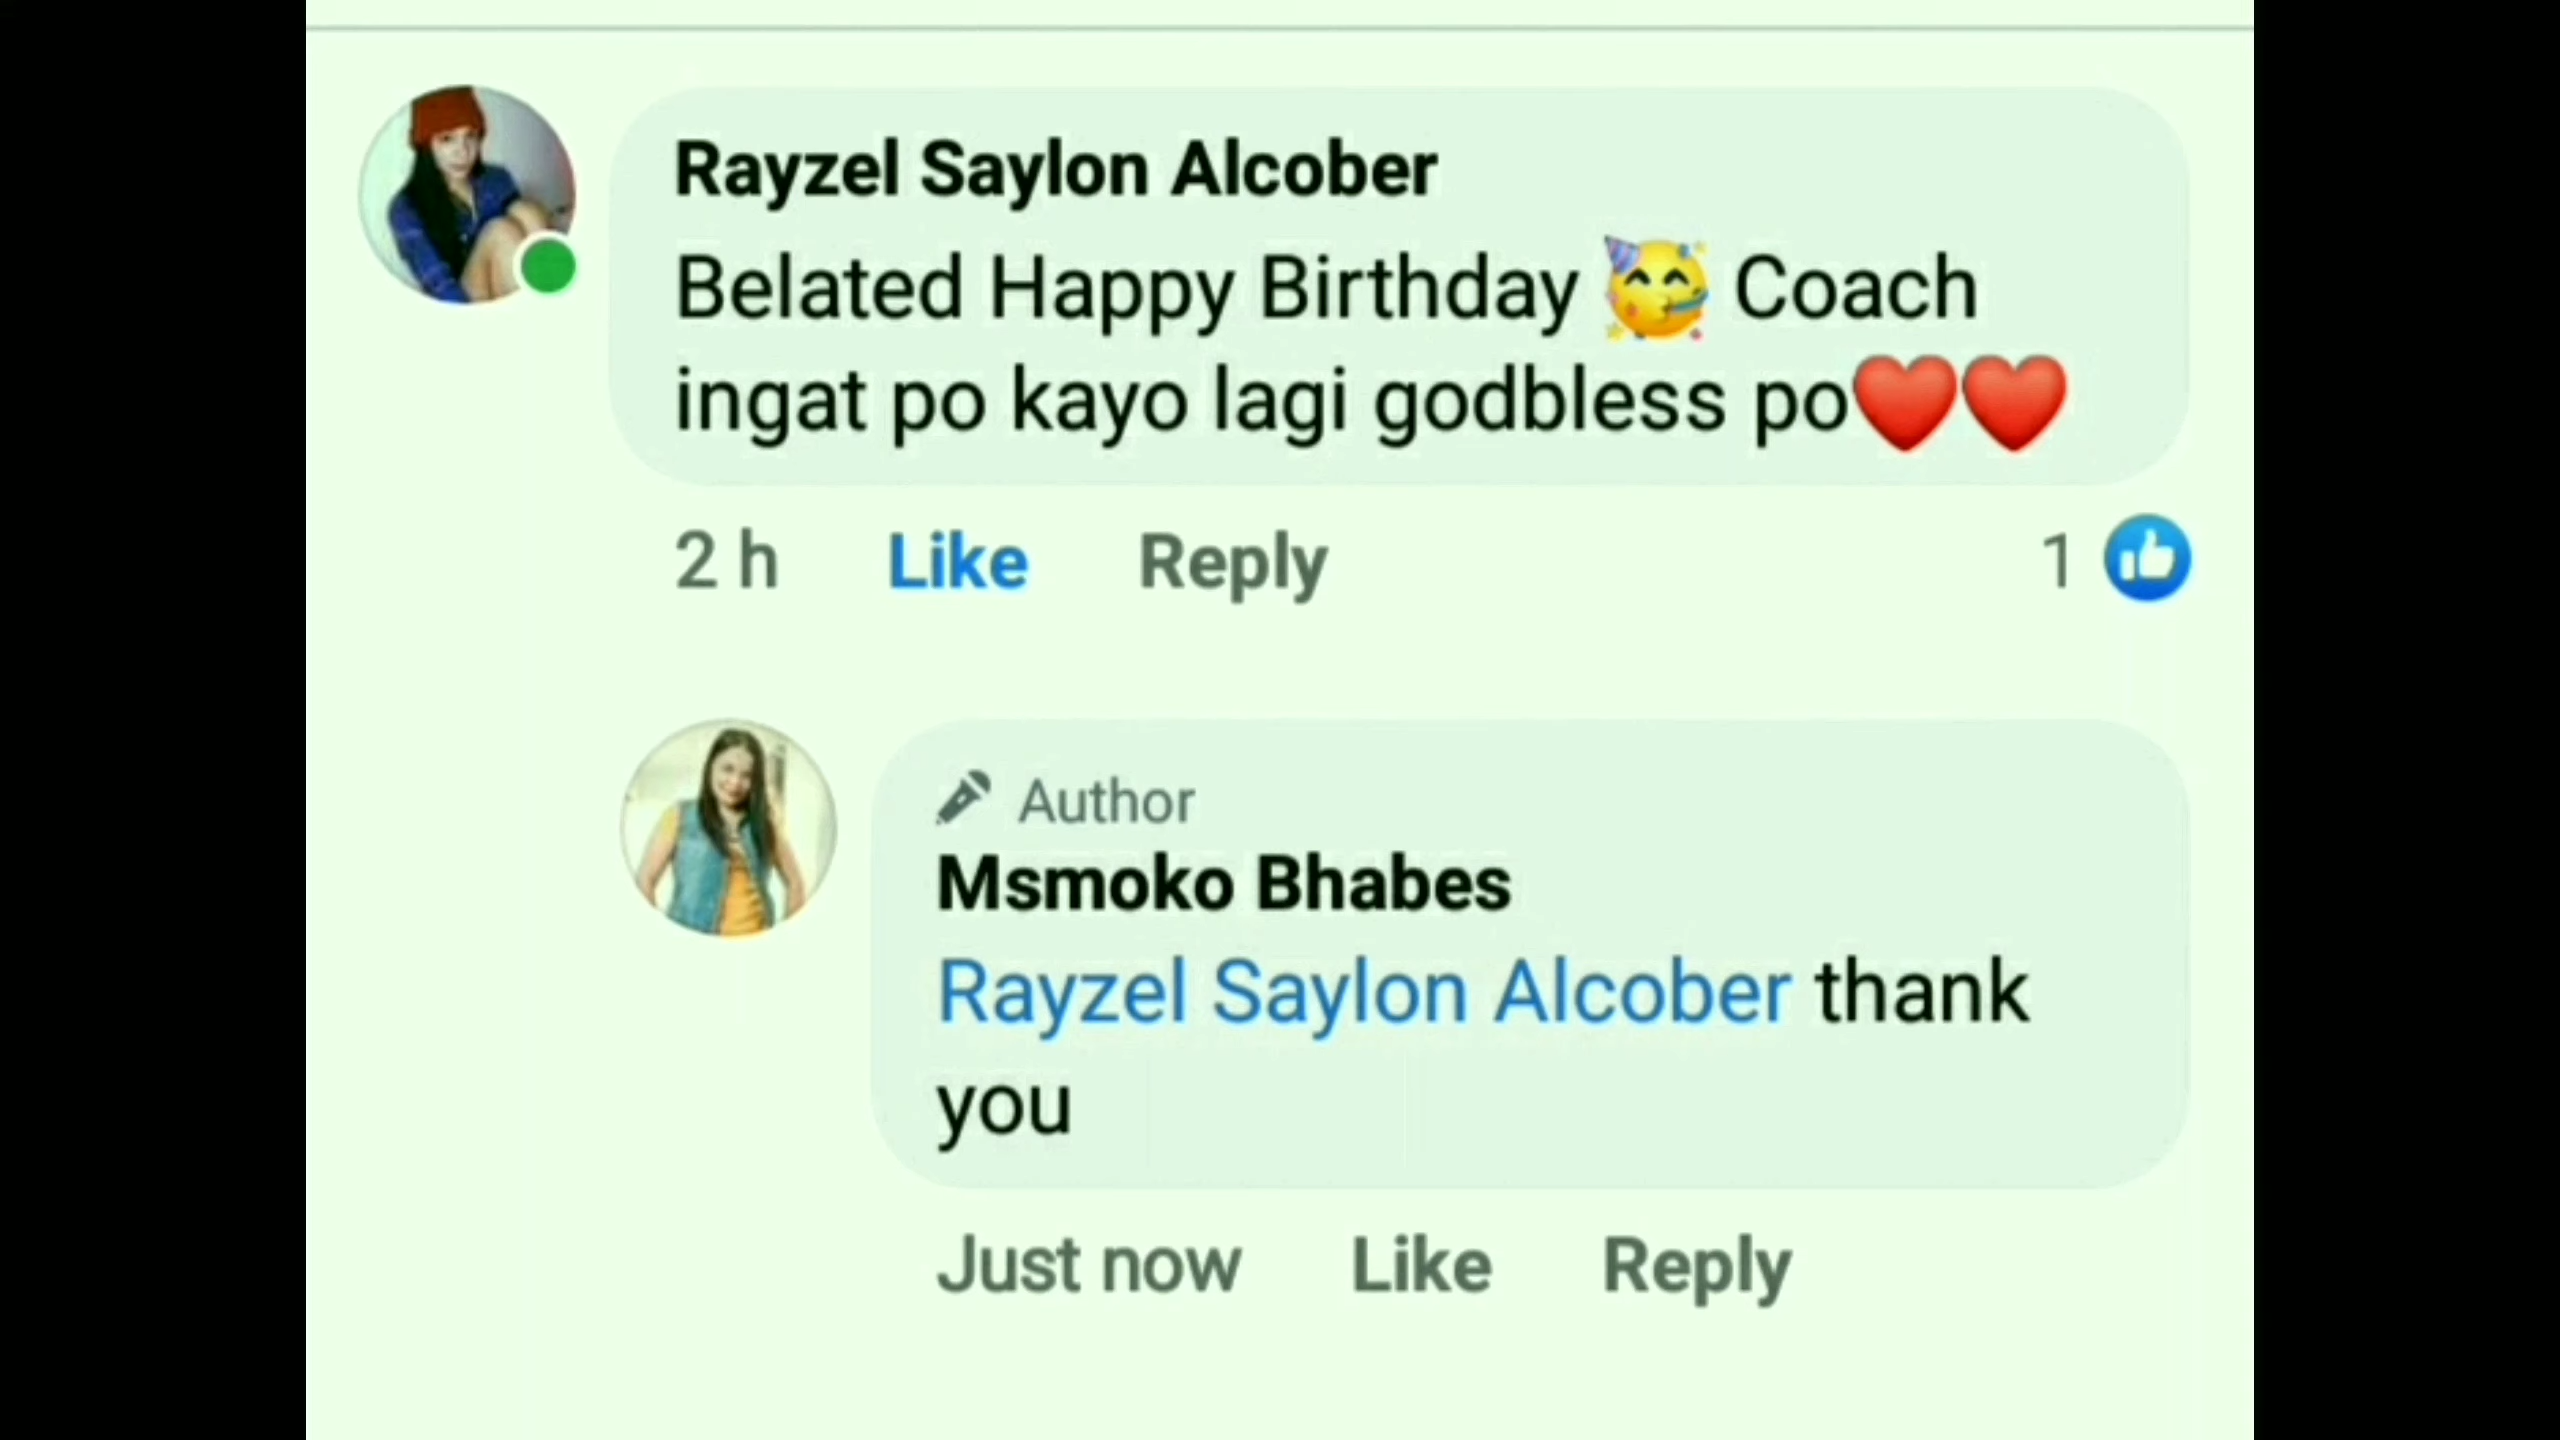 Rayzel Saylon Alcober
Belated Happy Birthday 🥳 Coach
ingat po kayo lagi godbless po❤️❤️
2 h Like Reply 1
Author
Msmoko Bhabes
Rayzel Saylon Alcober thank
you
Just now Like Reply